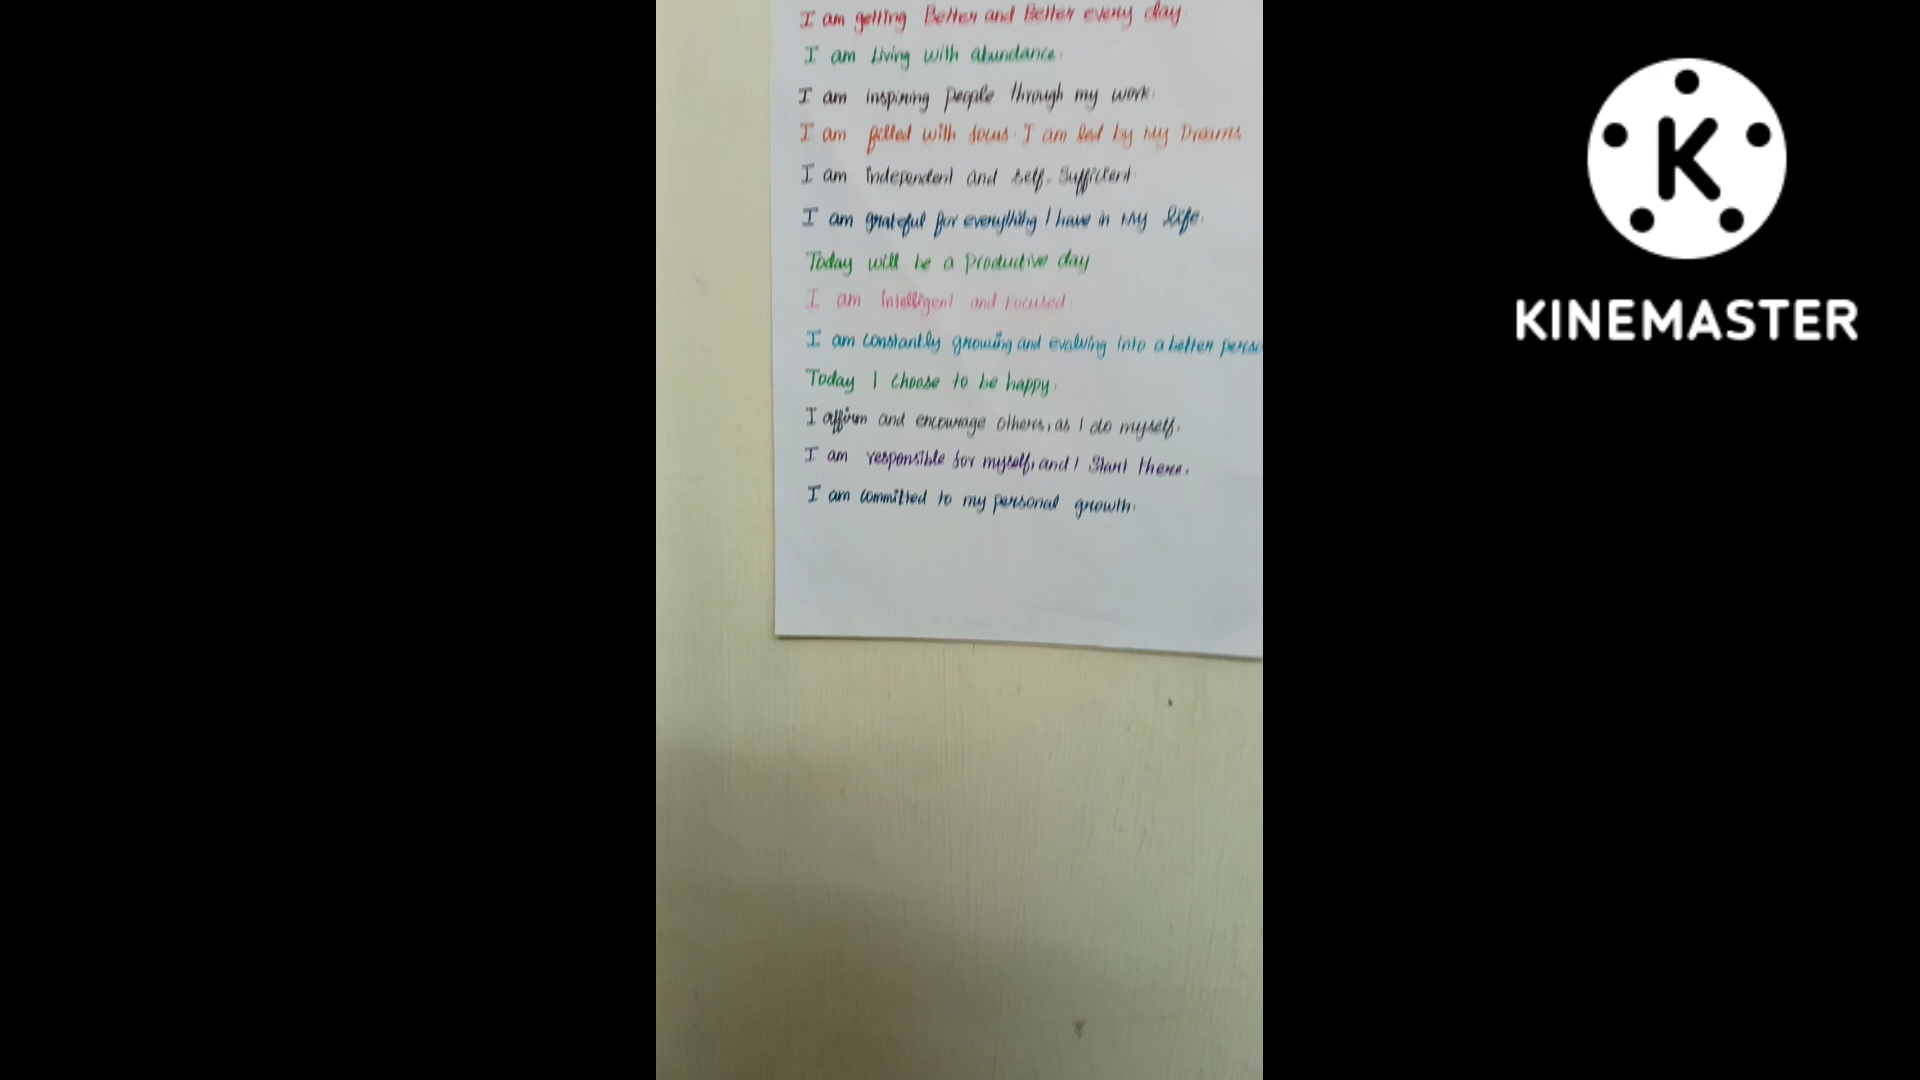 I am getting Better and Better every day.
I am Living with abundance.
I am inspiring people through my work.
I am filled with focus. I am led by My Dreams
I am independent and self-sufficient.
I am grateful for everything I have in My life.
Today will be a Productive day
I am intelligent and Focused.
I am constantly growing and evolving into a better perso
Today I choose to be happy.
I affirm and encourage others, as I do myself.
I am responsible for myself, and I Start there.
I am committed to my personal growth.
K
KINEMASTER